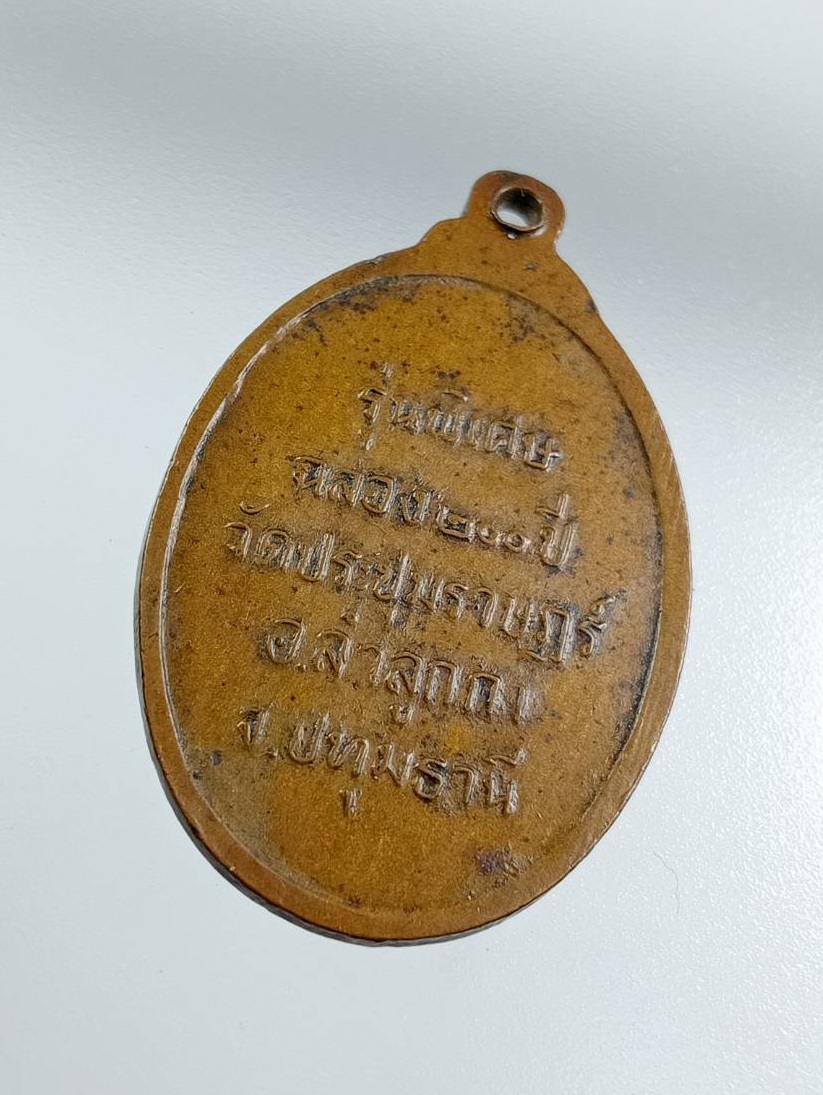 รุ่นพิเศษ
ฉลอง๒๐๐ปี
วัดประชุมราษฎร์
อ.ลำลูกกา
จ.ปทุมธานี